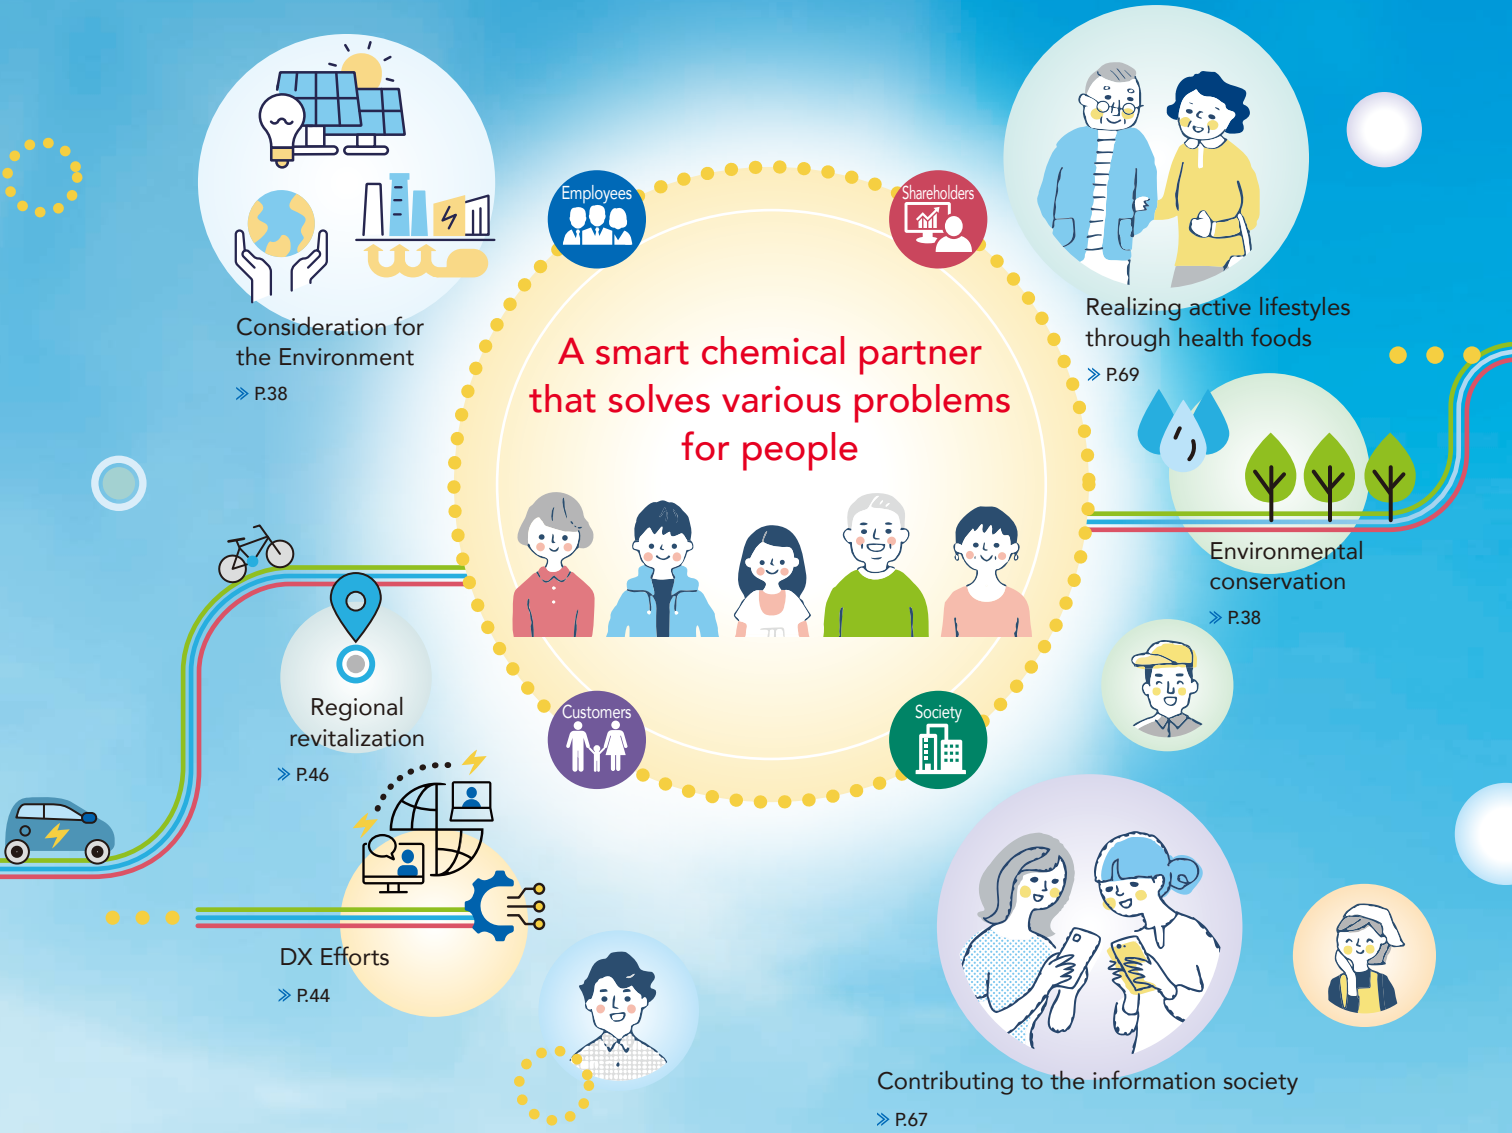 Employees
Shareholders
A smart chemical partner
that solves various problems
for people
Customers
Society
Consideration for
the Environment
P.38
Regional
revitalization
P.46
DX Efforts
P.44
Realizing active lifestyles
through health foods
P.69
Environmental
conservation
P.38
Contributing to the information society
P.67